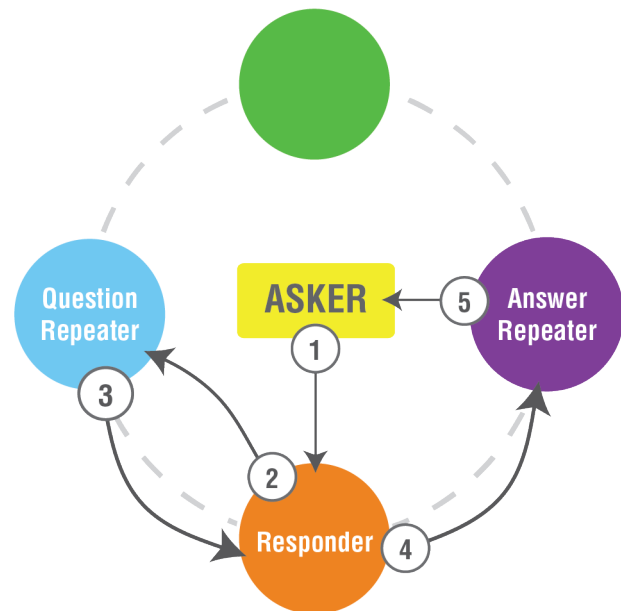 Question
Repeater
ASKER
5
Answer
Repeater
1
3
2
Responder
4